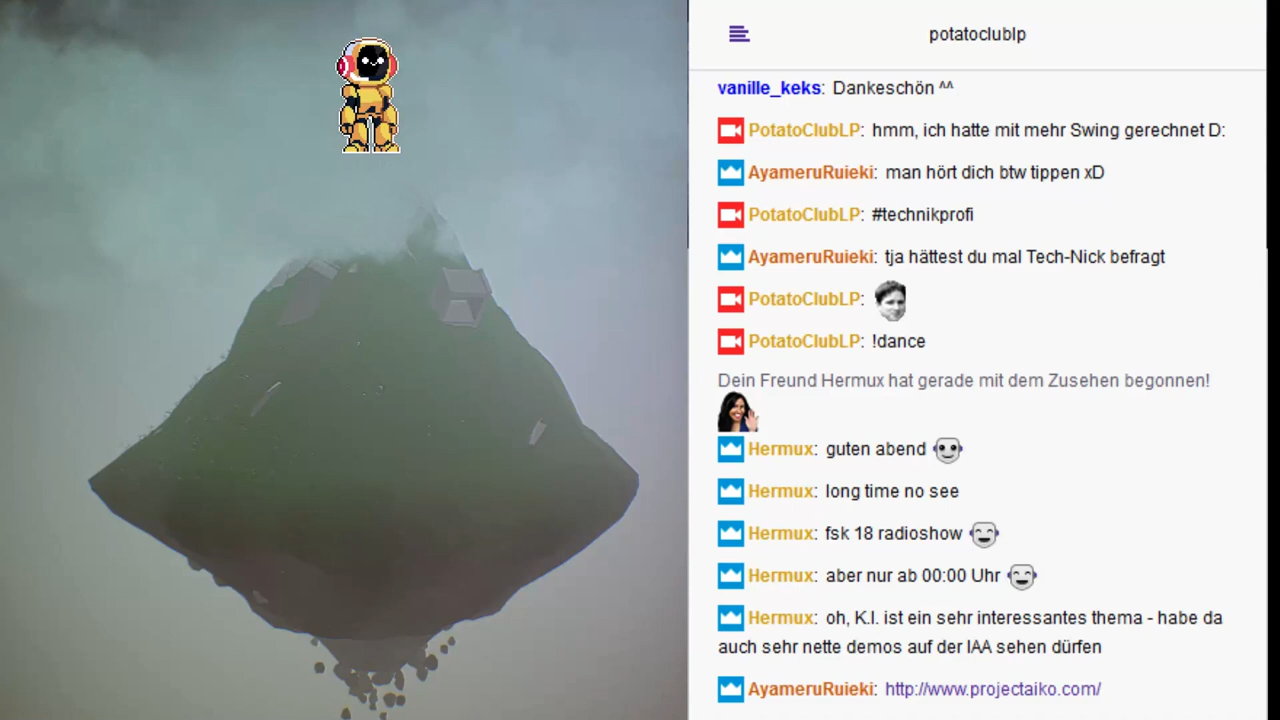 potatoclublp
vanille_keks: Dankeschön ^^
PotatoClubLP: hmm, ich hatte mit mehr Swing gerechnet D:
AyameruRuieki: man hört dich btw tippen xD
PotatoClubLP: #technikprofi
AyameruRuieki: tja hättest du mal Tech-Nick befragt
PotatoClubLP:
PotatoClubLP: !dance
Dein Freund Hermux hat gerade mit dem Zusehen begonnen!
Hermux: guten abend
Hermux: long time no see
Hermux: fsk 18 radioshow
Hermux: aber nur ab 00:00 Uhr
Hermux: oh, K.I. ist ein sehr interessantes thema - habe da
auch sehr nette demos auf der IAA sehen dürfen
AyameruRuieki: http://www.projectaiko.com/